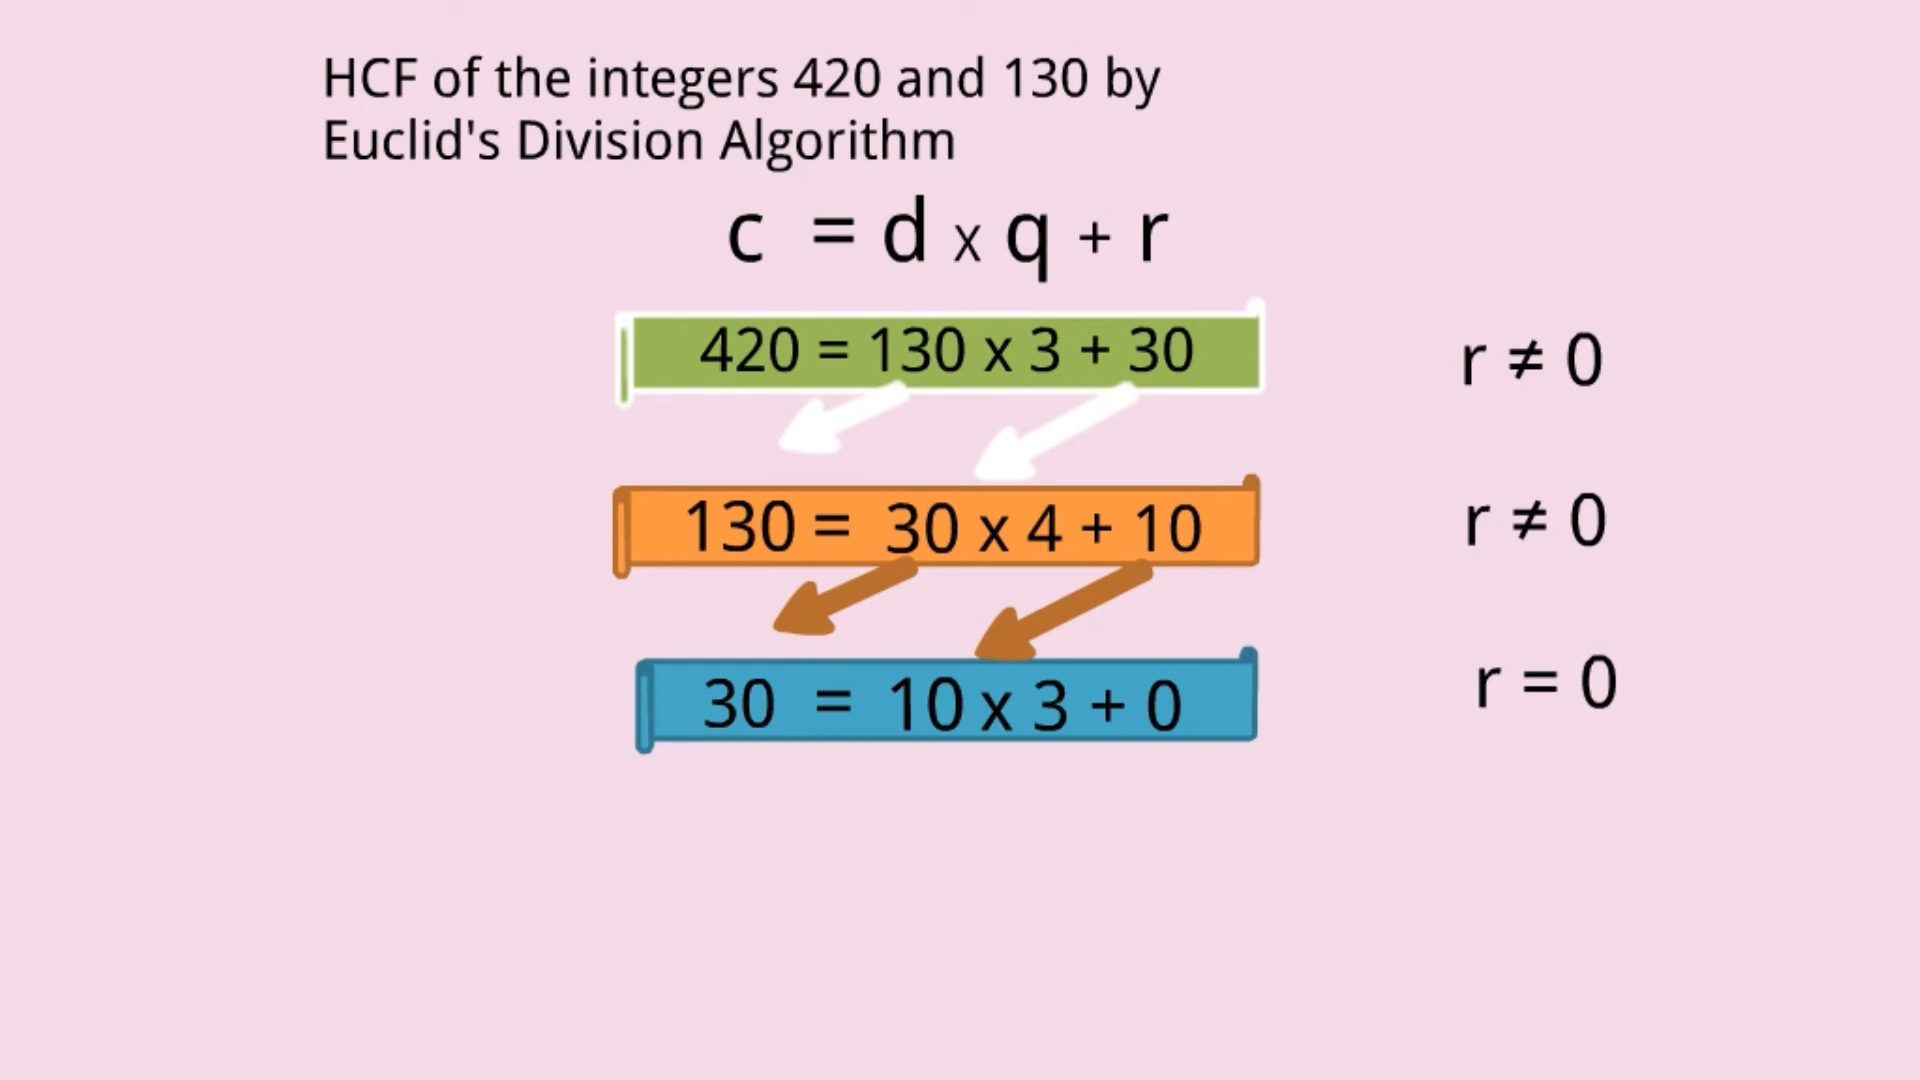 HCF of the integers 420 and 130 by
Euclid's Division Algorithm
c = d x q + r
420 = 130 x 3 + 30
r ≠ 0
130 = 30 x 4 + 10
r ≠ 0
30 = 10 x 3 + 0
r = 0